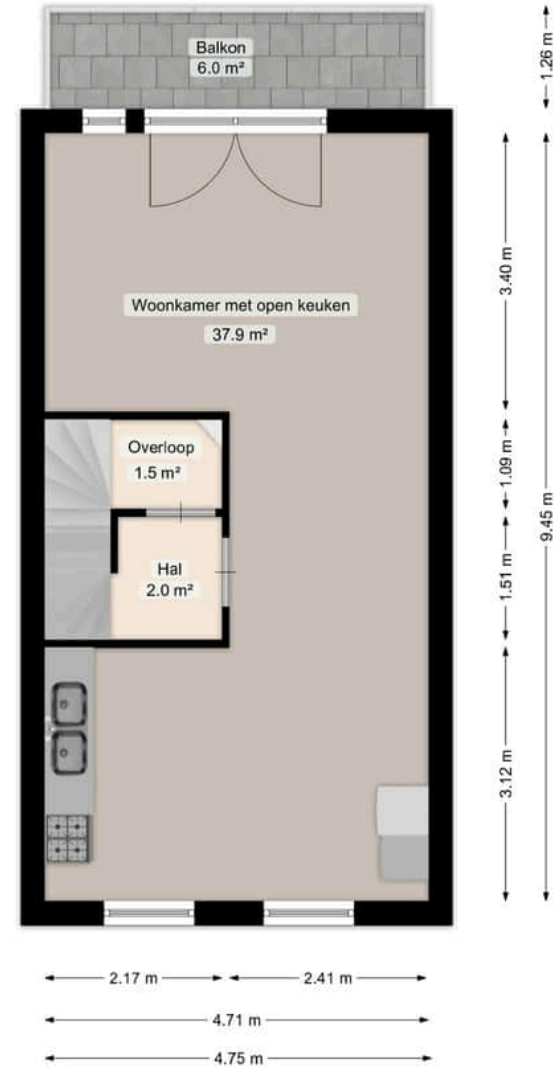 Balkon
6.0 m²
1.26 m
Woonkamer met open keuken
37.9 m²
3.40 m
Overloop
1.5 m²
1.09 m
9.45 m
Hal
2.0 m²
1.51 m
3.12 m
2.17 m
2.41 m
4.71 m
4.75 m